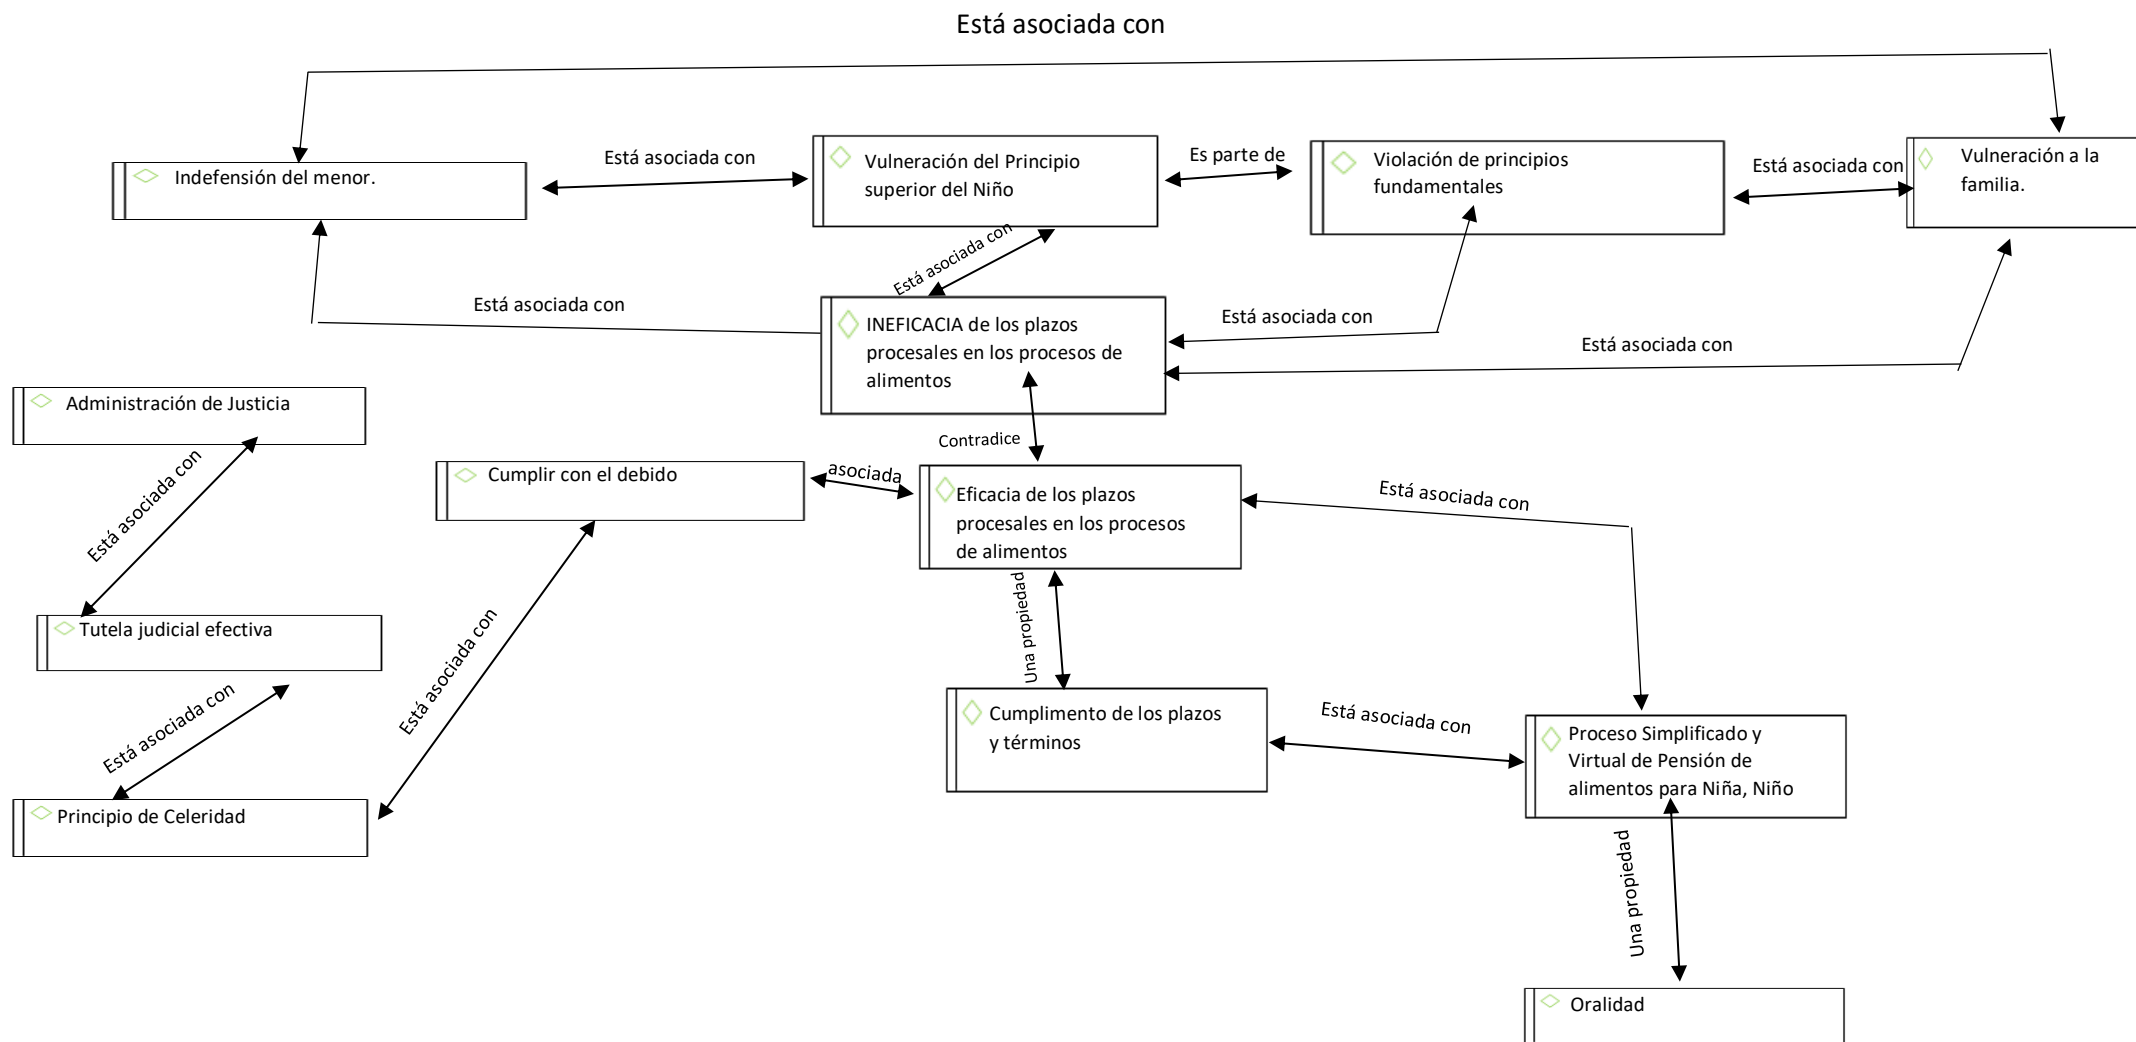 Está asociada con
Indefensión del menor.
Está asociada con
Vulneración del Principio
superior del Niño
Es parte de
Violación de principios
fundamentales
Está asociada con
Vulneración a la
familia.
Está asociada con
Está asociada con
INEFICACIA de los plazos
procesales en los procesos de
alimentos
Está asociada con
Está asociada con
Administración de Justicia
Está asociada con
Contradice
Cumplir con el debido
asociada
Eficacia de los plazos
procesales en los procesos
de alimentos
Está asociada con
Tutela judicial efectiva
Está asociada con
Está asociada con
Una propiedad
Cumplimento de los plazos
y términos
Está asociada con
Proceso Simplificado y
Virtual de Pensión de
alimentos para Niña, Niño
Principio de Celeridad
Una propiedad
Oralidad